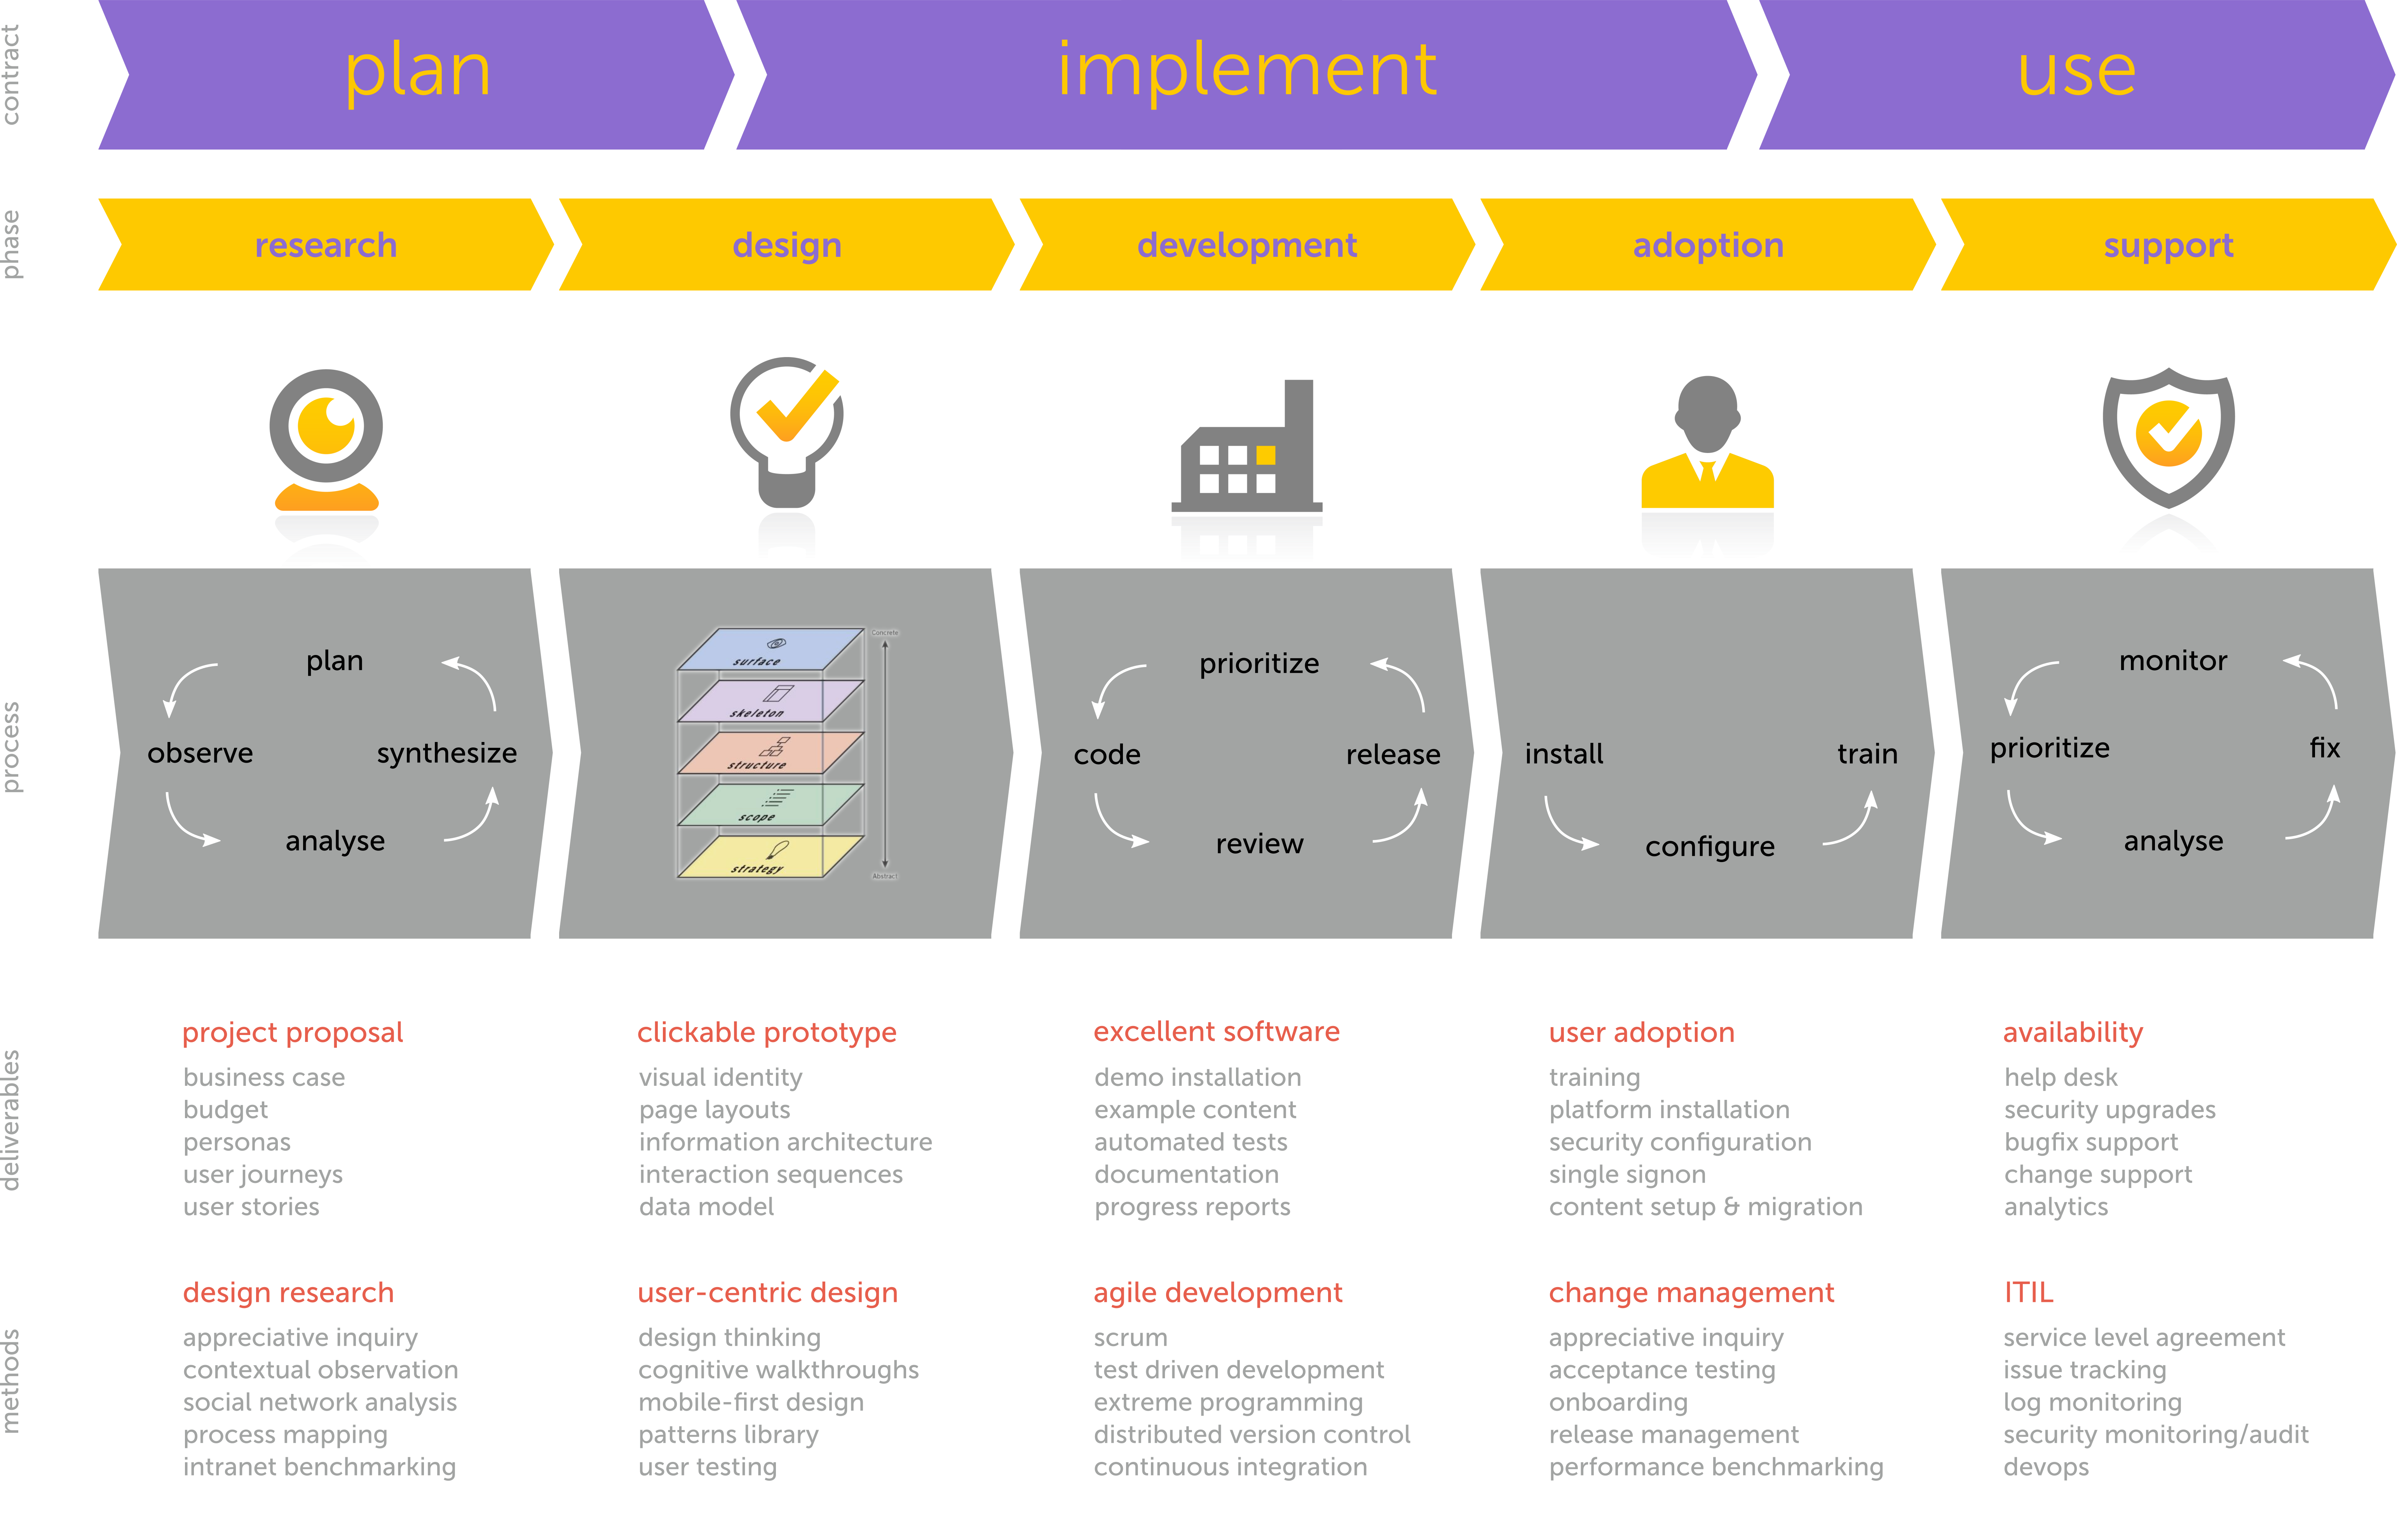 contract
plan
implement
use
phase
research
design
development
adoption
support
process
plan
observe
synthesize
analyse
Concrete
surface
skeleton
structure
scope
strategy
Abstract
prioritize
code
release
review
install
train
configure
monitor
prioritize
fix
analyse
deliverables
project proposal
business case
budget
personas
user journeys
user stories
clickable prototype
visual identity
page layouts
information architecture
interaction sequences
data model
excellent software
demo installation
example content
automated tests
documentation
progress reports
user adoption
training
platform installation
security configuration
single signon
content setup & migration
availability
help desk
security upgrades
bugfix support
change support
analytics
methods
design research
appreciative inquiry
contextual observation
social network analysis
process mapping
intranet benchmarking
user-centric design
design thinking
cognitive walkthroughs
mobile-first design
patterns library
user testing
agile development
scrum
test driven development
extreme programming
distributed version control
continuous integration
change management
appreciative inquiry
acceptance testing
onboarding
release management
performance benchmarking
ITIL
service level agreement
issue tracking
log monitoring
security monitoring/audit
devops